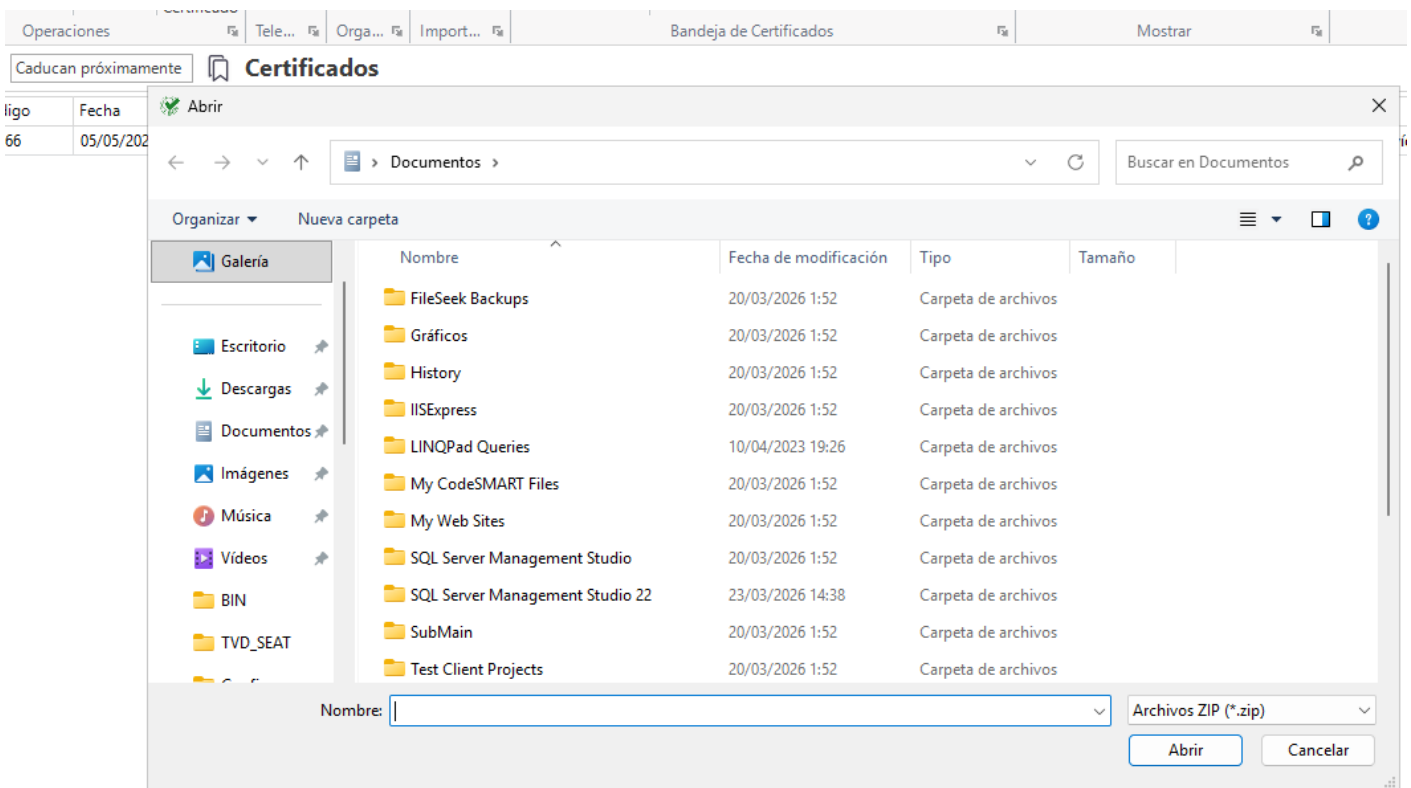 Operaciones Tele... Orga... Import... Bandeja de Certificados Mostrar
Caducan próximamente Certificados
Fecha
66 05/05/202
Abrir
Documentos
Buscar en Documentos
Organizar Nueva carpeta
Galería
Nombre Fecha de modificación Tipo Tamaño
FileSeek Backups 20/03/2026 1:52 Carpeta de archivos
Gráficos 20/03/2026 1:52 Carpeta de archivos
Escritorio
History 20/03/2026 1:52 Carpeta de archivos
Descargas
IISExpress 20/03/2026 1:52 Carpeta de archivos
Documentos
LINQPad Queries 10/04/2023 19:26 Carpeta de archivos
Imágenes
My CodeSMART Files 20/03/2026 1:52 Carpeta de archivos
Música
My Web Sites 20/03/2026 1:52 Carpeta de archivos
Vídeos
SQL Server Management Studio 20/03/2026 1:52 Carpeta de archivos
BIN
SQL Server Management Studio 22 23/03/2026 14:38 Carpeta de archivos
TVD_SEAT
SubMain 20/03/2026 1:52 Carpeta de archivos
Test Client Projects 20/03/2026 1:52 Carpeta de archivos
Nombre: Archivos ZIP (*.zip)
Abrir Cancelar